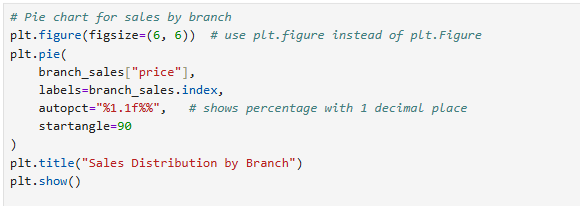 # Pie chart for sales by branch
plt.figure(figsize=(6, 6))  # use plt.figure instead of plt.Figure
plt.pie(
    branch_sales["price"],
    labels=branch_sales.index,
    autopct="%1.1f%%",   # shows percentage with 1 decimal place
    startangle=90
)
plt.title("Sales Distribution by Branch")
plt.show()